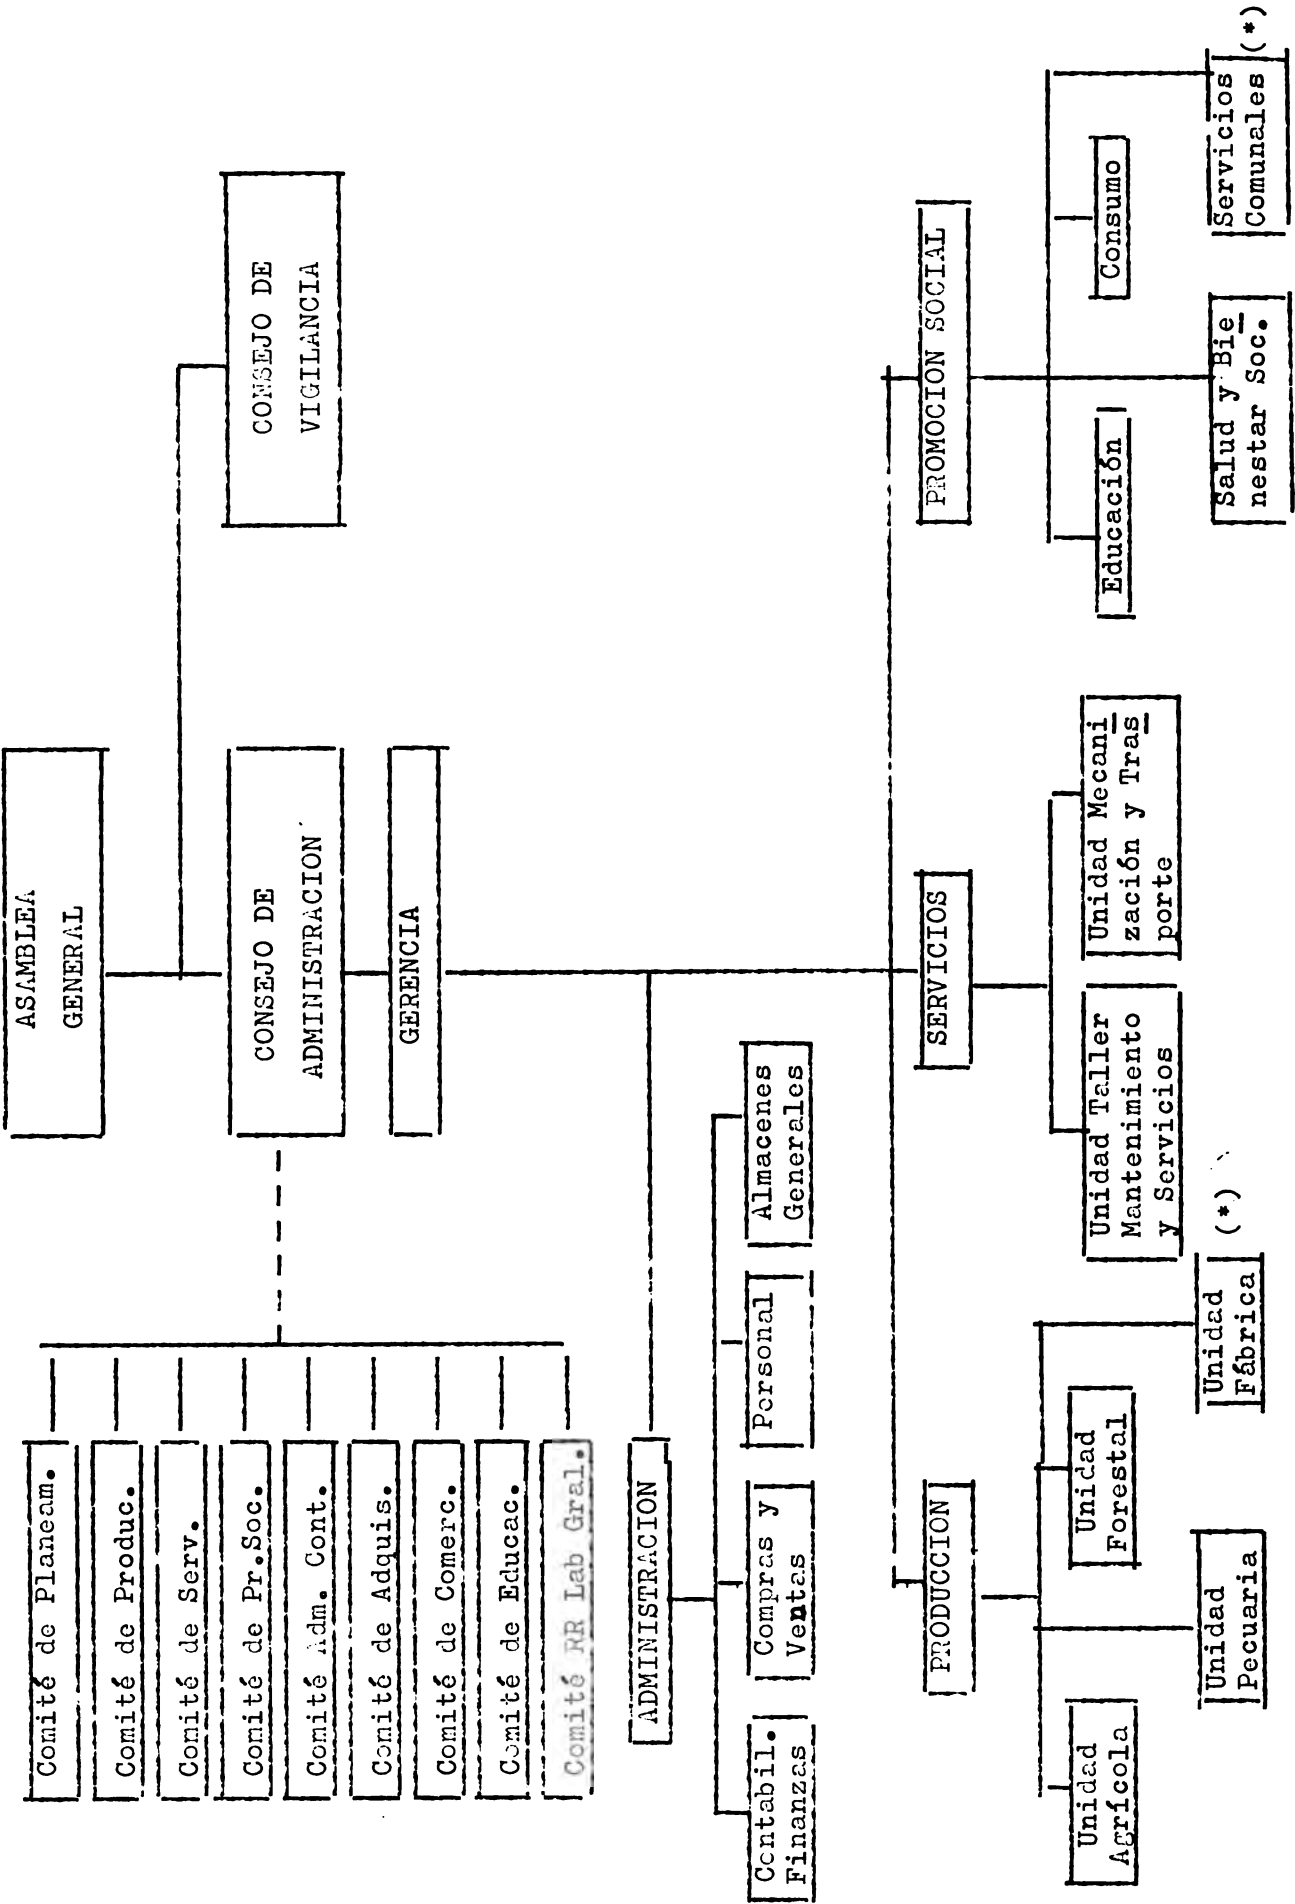 ASAMBLEA
GENERAL
CONSEJO DE
VIGILANCIA
CONSEJO DE
ADMINISTRACION
GERENCIA
Comité de Planeam.
Comité de Produc.
Comité de Serv.
Comité de Pr.Soc.
Comité Adm. Cont.
Comité de Adquis.
Comité de Comerc.
Comité de Educac.
Comité RR Lab Gral.
ADMINISTRACION
Contabil.
Finanzas
Compras y
Ventas
Personal
Almacenes
Generales
PRODUCCION
SERVICIOS
PROMOCION SOCIAL
Unidad
Agrícola
Unidad
Pecuaria
Unidad
Forestal
Unidad
Fábrica
(*)
Unidad Taller
Mantenimiento
y Servicios
Unidad Mecani
zación y Tras
porte
Educación
Salud y Bie
nestar Soc.
Consumo
Servicios
Comunales
(*)